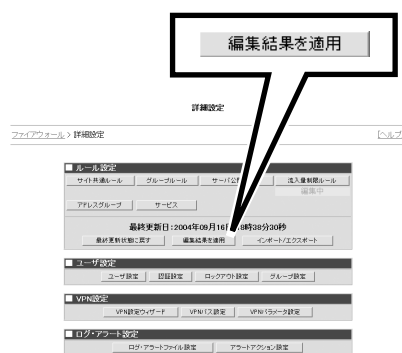 編集結果を適用
詳細設定
ファイアウォール > 詳細設定
[ヘルプ
■ ルール設定
サイト共通ルール グループルール サーバ公 流入量制限ルール
編集中
アドレスグループ サービス
最終更新日:2004年09月16日 8時38分30秒
最終更新状態に戻す 編集結果を適用 インポート/エクスポート
■ ユーザ設定
ユーザ設定 認証設定 ロックアウト設定 グループ設定
■ VPN設定
VPN設定ウィザード VPNパス設定 VPNパラメータ設定
■ ログ・アラート設定
ログ・アラートファイル設定 アラートアクション設定